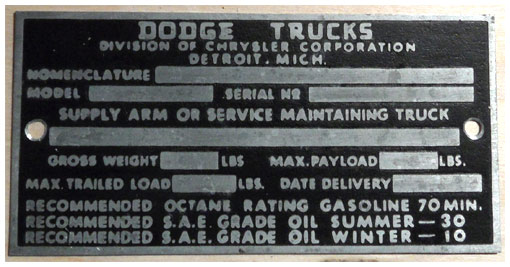 DODGE TRUCKS
DIVISION OF CHRYSLER CORPORATION
DETROIT, MICH.
NOMENCLATURE
MODEL SERIAL Nº
SUPPLY ARM OR SERVICE MAINTAINING TRUCK
GROSS WEIGHT LBS MAX. PAYLOAD LBS.
MAX. TRAILED LOAD LBS. DATE DELIVERY
RECOMMENDED OCTANE RATING GASOLINE 70 MIN.
RECOMMENDED S.A.E. GRADE OIL SUMMER – 30
RECOMMENDED S.A.E. GRADE OIL WINTER – 10